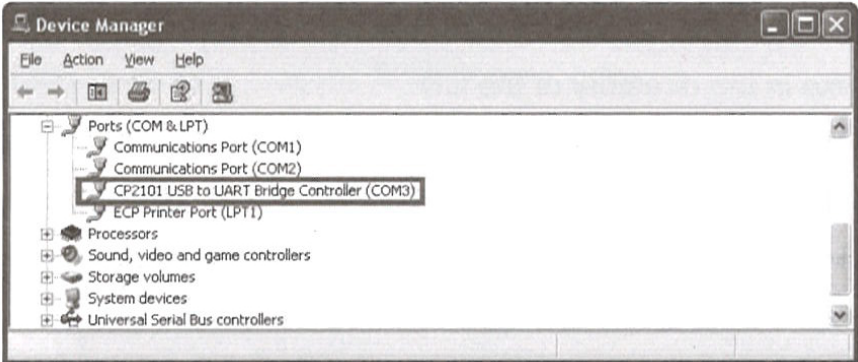 Device Manager
File Action View Help
Ports (COM & LPT)
Communications Port (COM1)
Communications Port (COM2)
CP2101 USB to UART Bridge Controller (COM3)
ECP Printer Port (LPT1)
Processors
Sound, video and game controllers
Storage volumes
System devices
Universal Serial Bus controllers